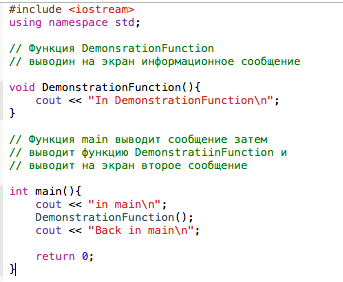 #include <iostream>
using namespace std;
// Функция DemonsrationFunction
// выводин на экран информационное сообщение
void DemonstrationFunction(){
cout << "In DemonstrationFunction\n";
}
// Функция main выводит сообщение затем
// выводит функцию DemonstratiinFunction и
// выводит на экран второе сообщение
int main(){
cout << "in main\n";
DemonstrationFunction();
cout << "Back in main\n";
return 0;
}